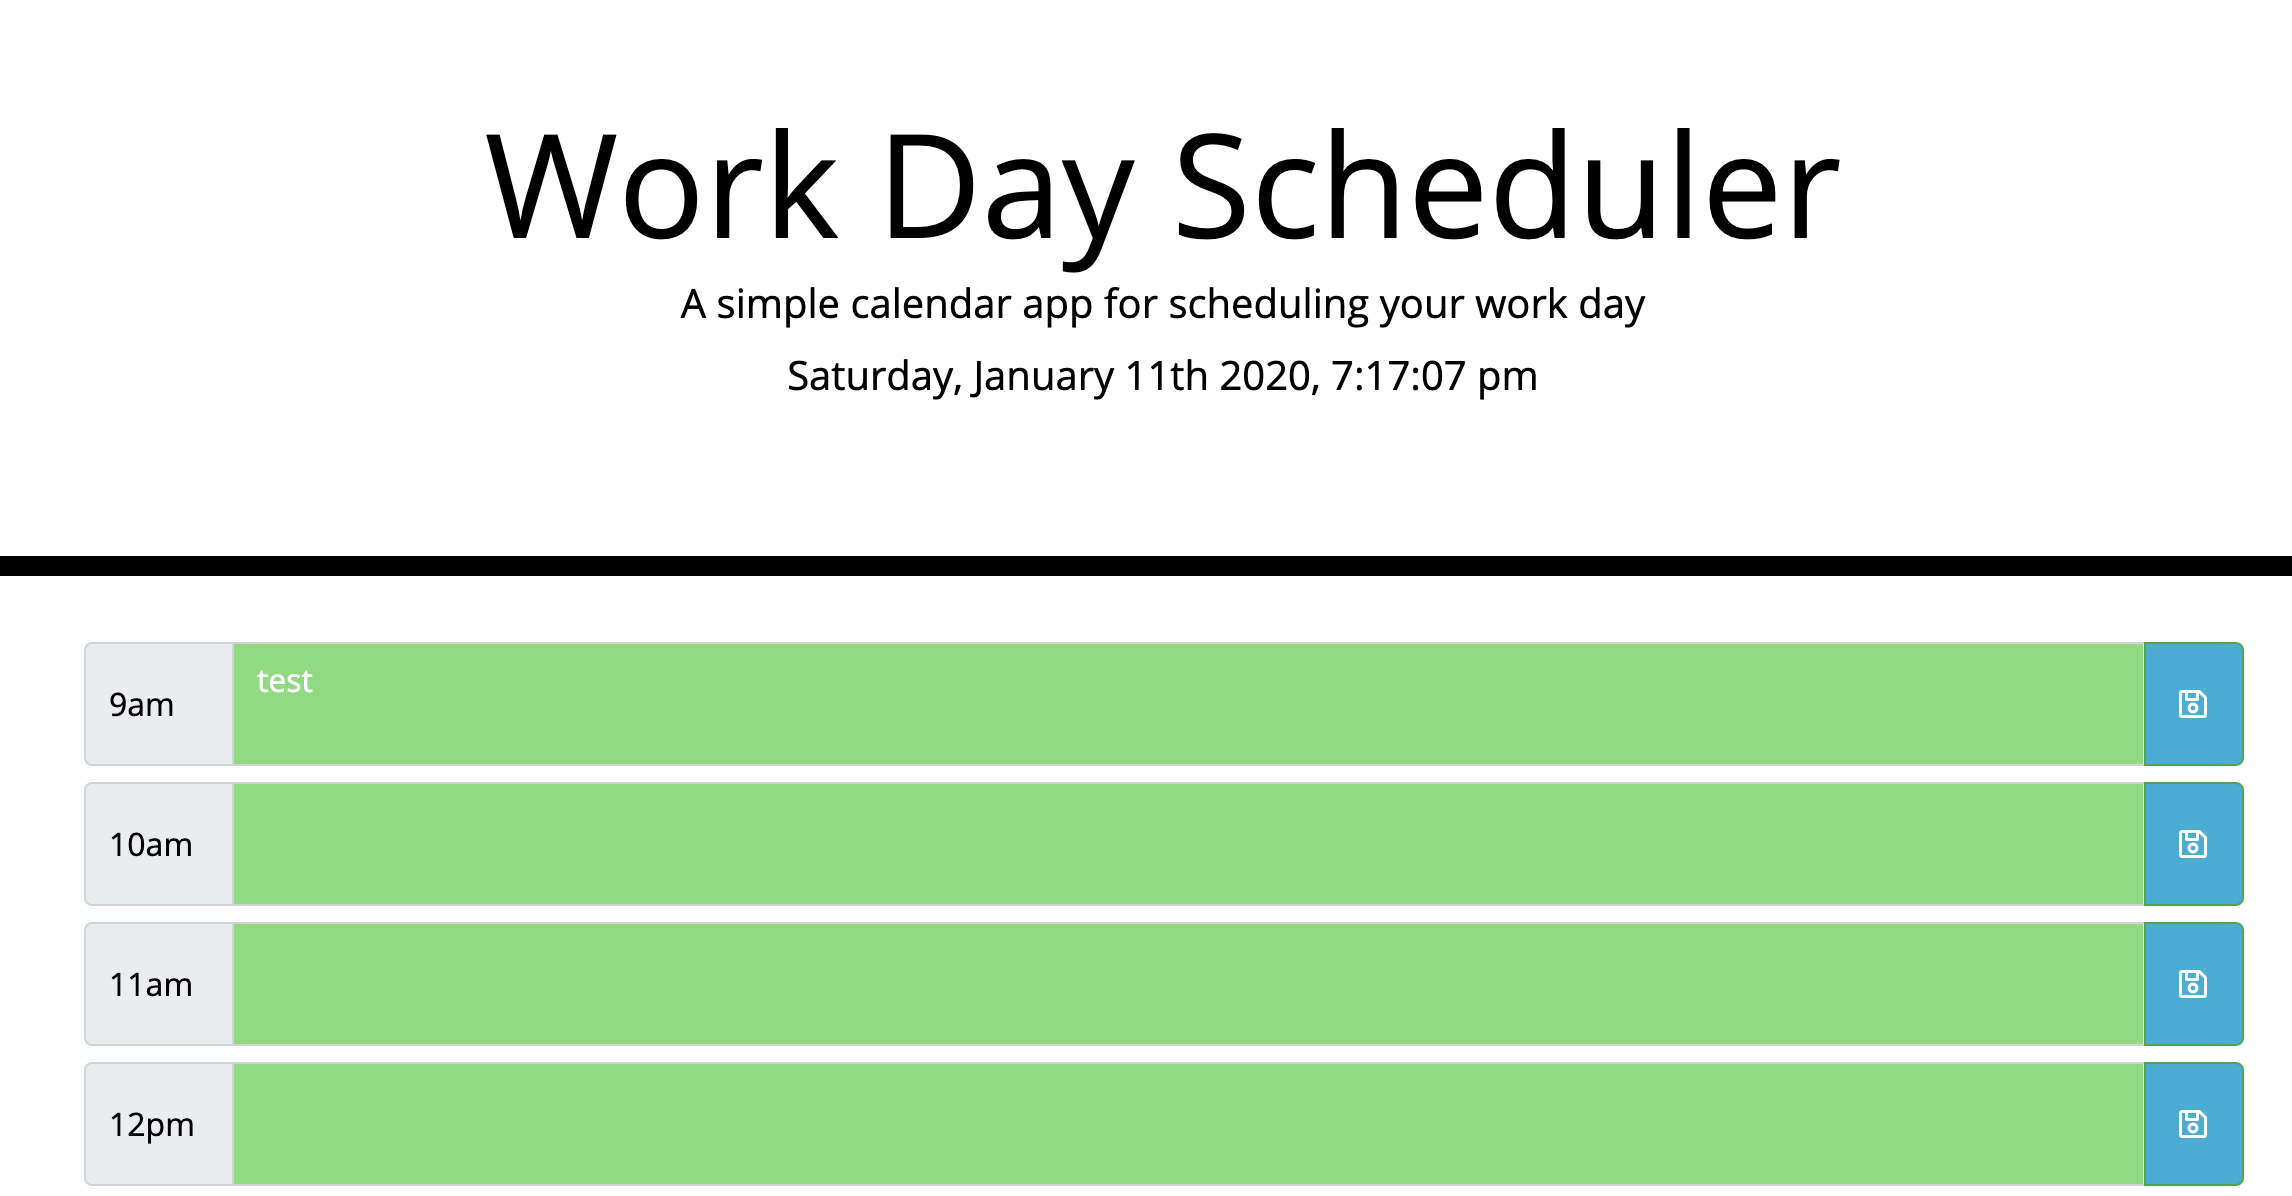 Work Day Scheduler
A simple calendar app for scheduling your work day
Saturday, January 11th 2020, 7:17:07 pm
9am
test
10am
11am
12pm